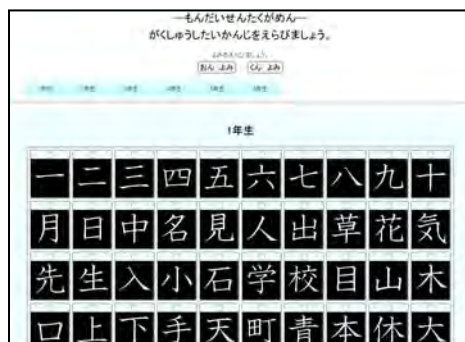 ―もんだいせんたくがめん―
がくしゅうしたいかんじをえらびましょう。
おん よみ くん よみ
1年生
一 二 三 四 五 六 七 八 九 十
月 日 中 名 見 人 出 草 花 気
先 生 入 小 石 学 校 目 山 木
口 上 下 手 天 町 青 本 休 大